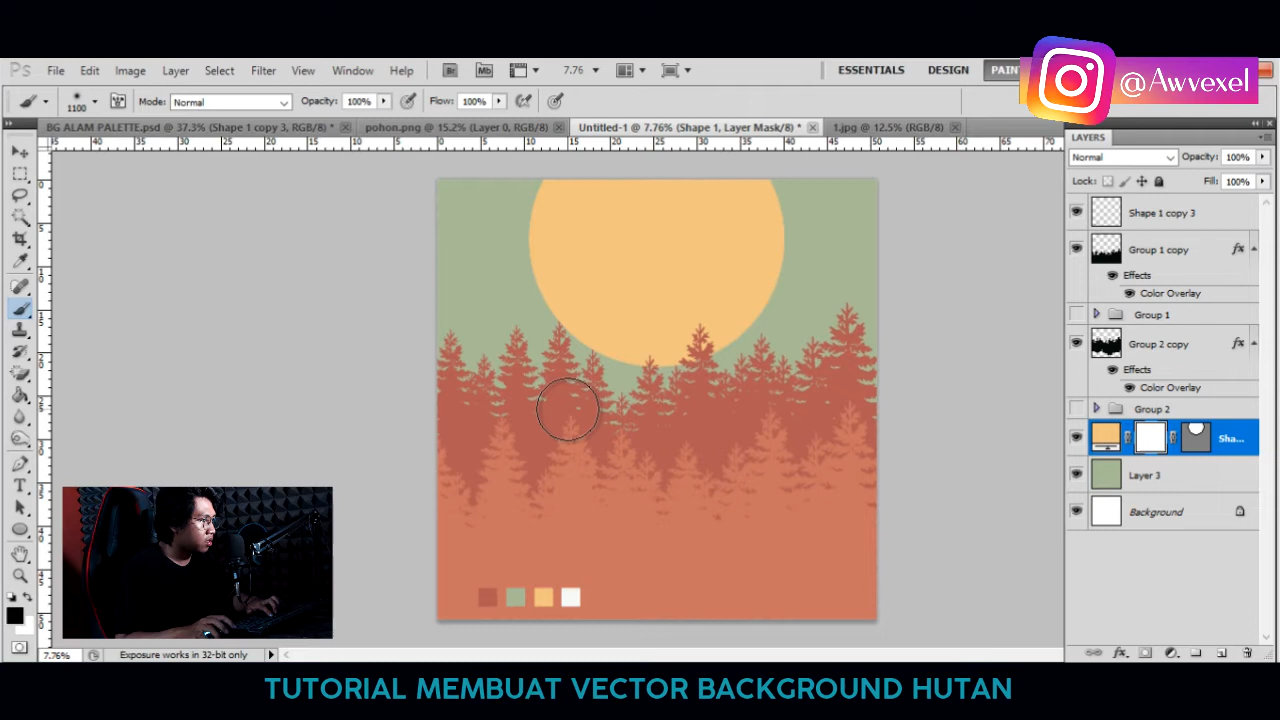 @Awvexel
Ps File Edit Image Layer Select Filter View Window Help Br Mb 7.76 ESSENTIALS DESIGN PAIN
1100 Mode: Normal Opacity: 100% Flow: 100%
BG ALAM PALETTE.psd @ 37.3% (Shape 1 copy 3, RGB/8) * pohon.png @ 15.2% (Layer 0, RGB/8) Untitled-1 @ 7.76% (Shape 1, Layer Mask/8) * 1.jpg @ 12.5% (RGB/8)
LAYERS
Normal Opacity: 100%
Lock: Fill: 100%
Shape 1 copy 3
Group 1 copy fx
Effects
Color Overlay
Group 1
Group 2 copy fx
Effects
Color Overlay
Group 2
Sha...
Layer 3
Background
7.76% Exposure works in 32-bit only
TUTORIAL MEMBUAT VECTOR BACKGROUND HUTAN